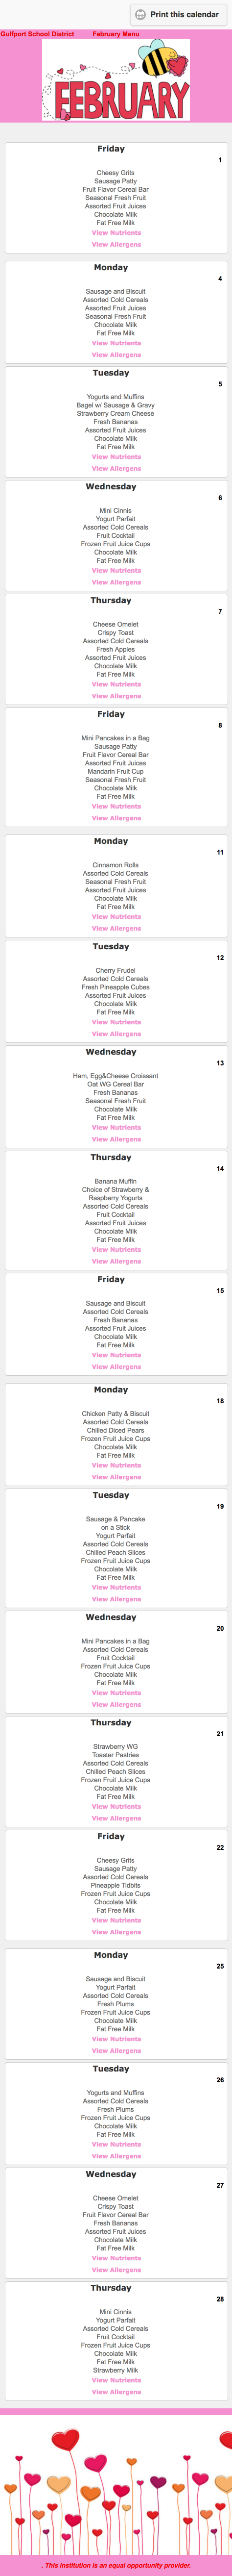 Print this calendar
Gulfport School District February Menu
FEBRUARY
Friday
1
Cheesy Grits
Sausage Patty
Fruit Flavor Cereal Bar
Seasonal Fresh Fruit
Assorted Fruit Juices
Chocolate Milk
Fat Free Milk
View Nutrients
View Allergens
Monday
4
Sausage and Biscuit
Assorted Cold Cereals
Assorted Fruit Juices
Seasonal Fresh Fruit
Chocolate Milk
Fat Free Milk
View Nutrients
View Allergens
Tuesday
5
Yogurts and Muffins
Bagel w/ Sausage & Gravy
Strawberry Cream Cheese
Fresh Bananas
Assorted Fruit Juices
Chocolate Milk
Fat Free Milk
View Nutrients
View Allergens
Wednesday
6
Mini Cinnis
Yogurt Parfait
Assorted Cold Cereals
Fruit Cocktail
Frozen Fruit Juice Cups
Chocolate Milk
Fat Free Milk
View Nutrients
View Allergens
Thursday
7
Cheese Omelet
Crispy Toast
Assorted Cold Cereals
Fresh Apples
Assorted Fruit Juices
Chocolate Milk
Fat Free Milk
View Nutrients
View Allergens
Friday
8
Mini Pancakes in a Bag
Sausage Patty
Fruit Flavor Cereal Bar
Assorted Fruit Juices
Mandarin Fruit Cup
Seasonal Fresh Fruit
Chocolate Milk
Fat Free Milk
View Nutrients
View Allergens
Monday
11
Cinnamon Rolls
Assorted Cold Cereals
Seasonal Fresh Fruit
Assorted Fruit Juices
Chocolate Milk
Fat Free Milk
View Nutrients
View Allergens
Tuesday
12
Cherry Frudel
Assorted Cold Cereals
Fresh Pineapple Cubes
Assorted Fruit Juices
Chocolate Milk
Fat Free Milk
View Nutrients
View Allergens
Wednesday
13
Ham, Egg&Cheese Croissant
Oat WG Cereal Bar
Fresh Bananas
Seasonal Fresh Fruit
Chocolate Milk
Fat Free Milk
View Nutrients
View Allergens
Thursday
14
Banana Muffin
Choice of Strawberry &
Raspberry Yogurts
Assorted Cold Cereals
Fruit Cocktail
Assorted Fruit Juices
Chocolate Milk
Fat Free Milk
View Nutrients
View Allergens
Friday
15
Sausage and Biscuit
Assorted Cold Cereals
Fresh Bananas
Assorted Fruit Juices
Chocolate Milk
Fat Free Milk
View Nutrients
View Allergens
Monday
18
Chicken Patty & Biscuit
Assorted Cold Cereals
Chilled Diced Pears
Frozen Fruit Juice Cups
Chocolate Milk
Fat Free Milk
View Nutrients
View Allergens
Tuesday
19
Sausage & Pancake
on a Stick
Yogurt Parfait
Assorted Cold Cereals
Chilled Peach Slices
Frozen Fruit Juice Cups
Chocolate Milk
Fat Free Milk
View Nutrients
View Allergens
Wednesday
20
Mini Pancakes in a Bag
Assorted Cold Cereals
Fruit Cocktail
Frozen Fruit Juice Cups
Chocolate Milk
Fat Free Milk
View Nutrients
View Allergens
Thursday
21
Strawberry WG
Toaster Pastries
Assorted Cold Cereals
Chilled Peach Slices
Frozen Fruit Juice Cups
Chocolate Milk
Fat Free Milk
View Nutrients
View Allergens
Friday
22
Cheesy Grits
Sausage Patty
Assorted Cold Cereals
Pineapple Tidbits
Frozen Fruit Juice Cups
Chocolate Milk
Fat Free Milk
View Nutrients
View Allergens
Monday
25
Sausage and Biscuit
Yogurt Parfait
Assorted Cold Cereals
Fresh Plums
Frozen Fruit Juice Cups
Chocolate Milk
Fat Free Milk
View Nutrients
View Allergens
Tuesday
26
Yogurts and Muffins
Assorted Cold Cereals
Fresh Plums
Frozen Fruit Juice Cups
Chocolate Milk
Fat Free Milk
View Nutrients
View Allergens
Wednesday
27
Cheese Omelet
Crispy Toast
Fruit Flavor Cereal Bar
Fresh Bananas
Assorted Fruit Juices
Chocolate Milk
Fat Free Milk
View Nutrients
View Allergens
Thursday
28
Mini Cinnis
Yogurt Parfait
Assorted Cold Cereals
Fruit Cocktail
Frozen Fruit Juice Cups
Chocolate Milk
Fat Free Milk
Strawberry Milk
View Nutrients
View Allergens
. This institution is an equal opportunity provider.